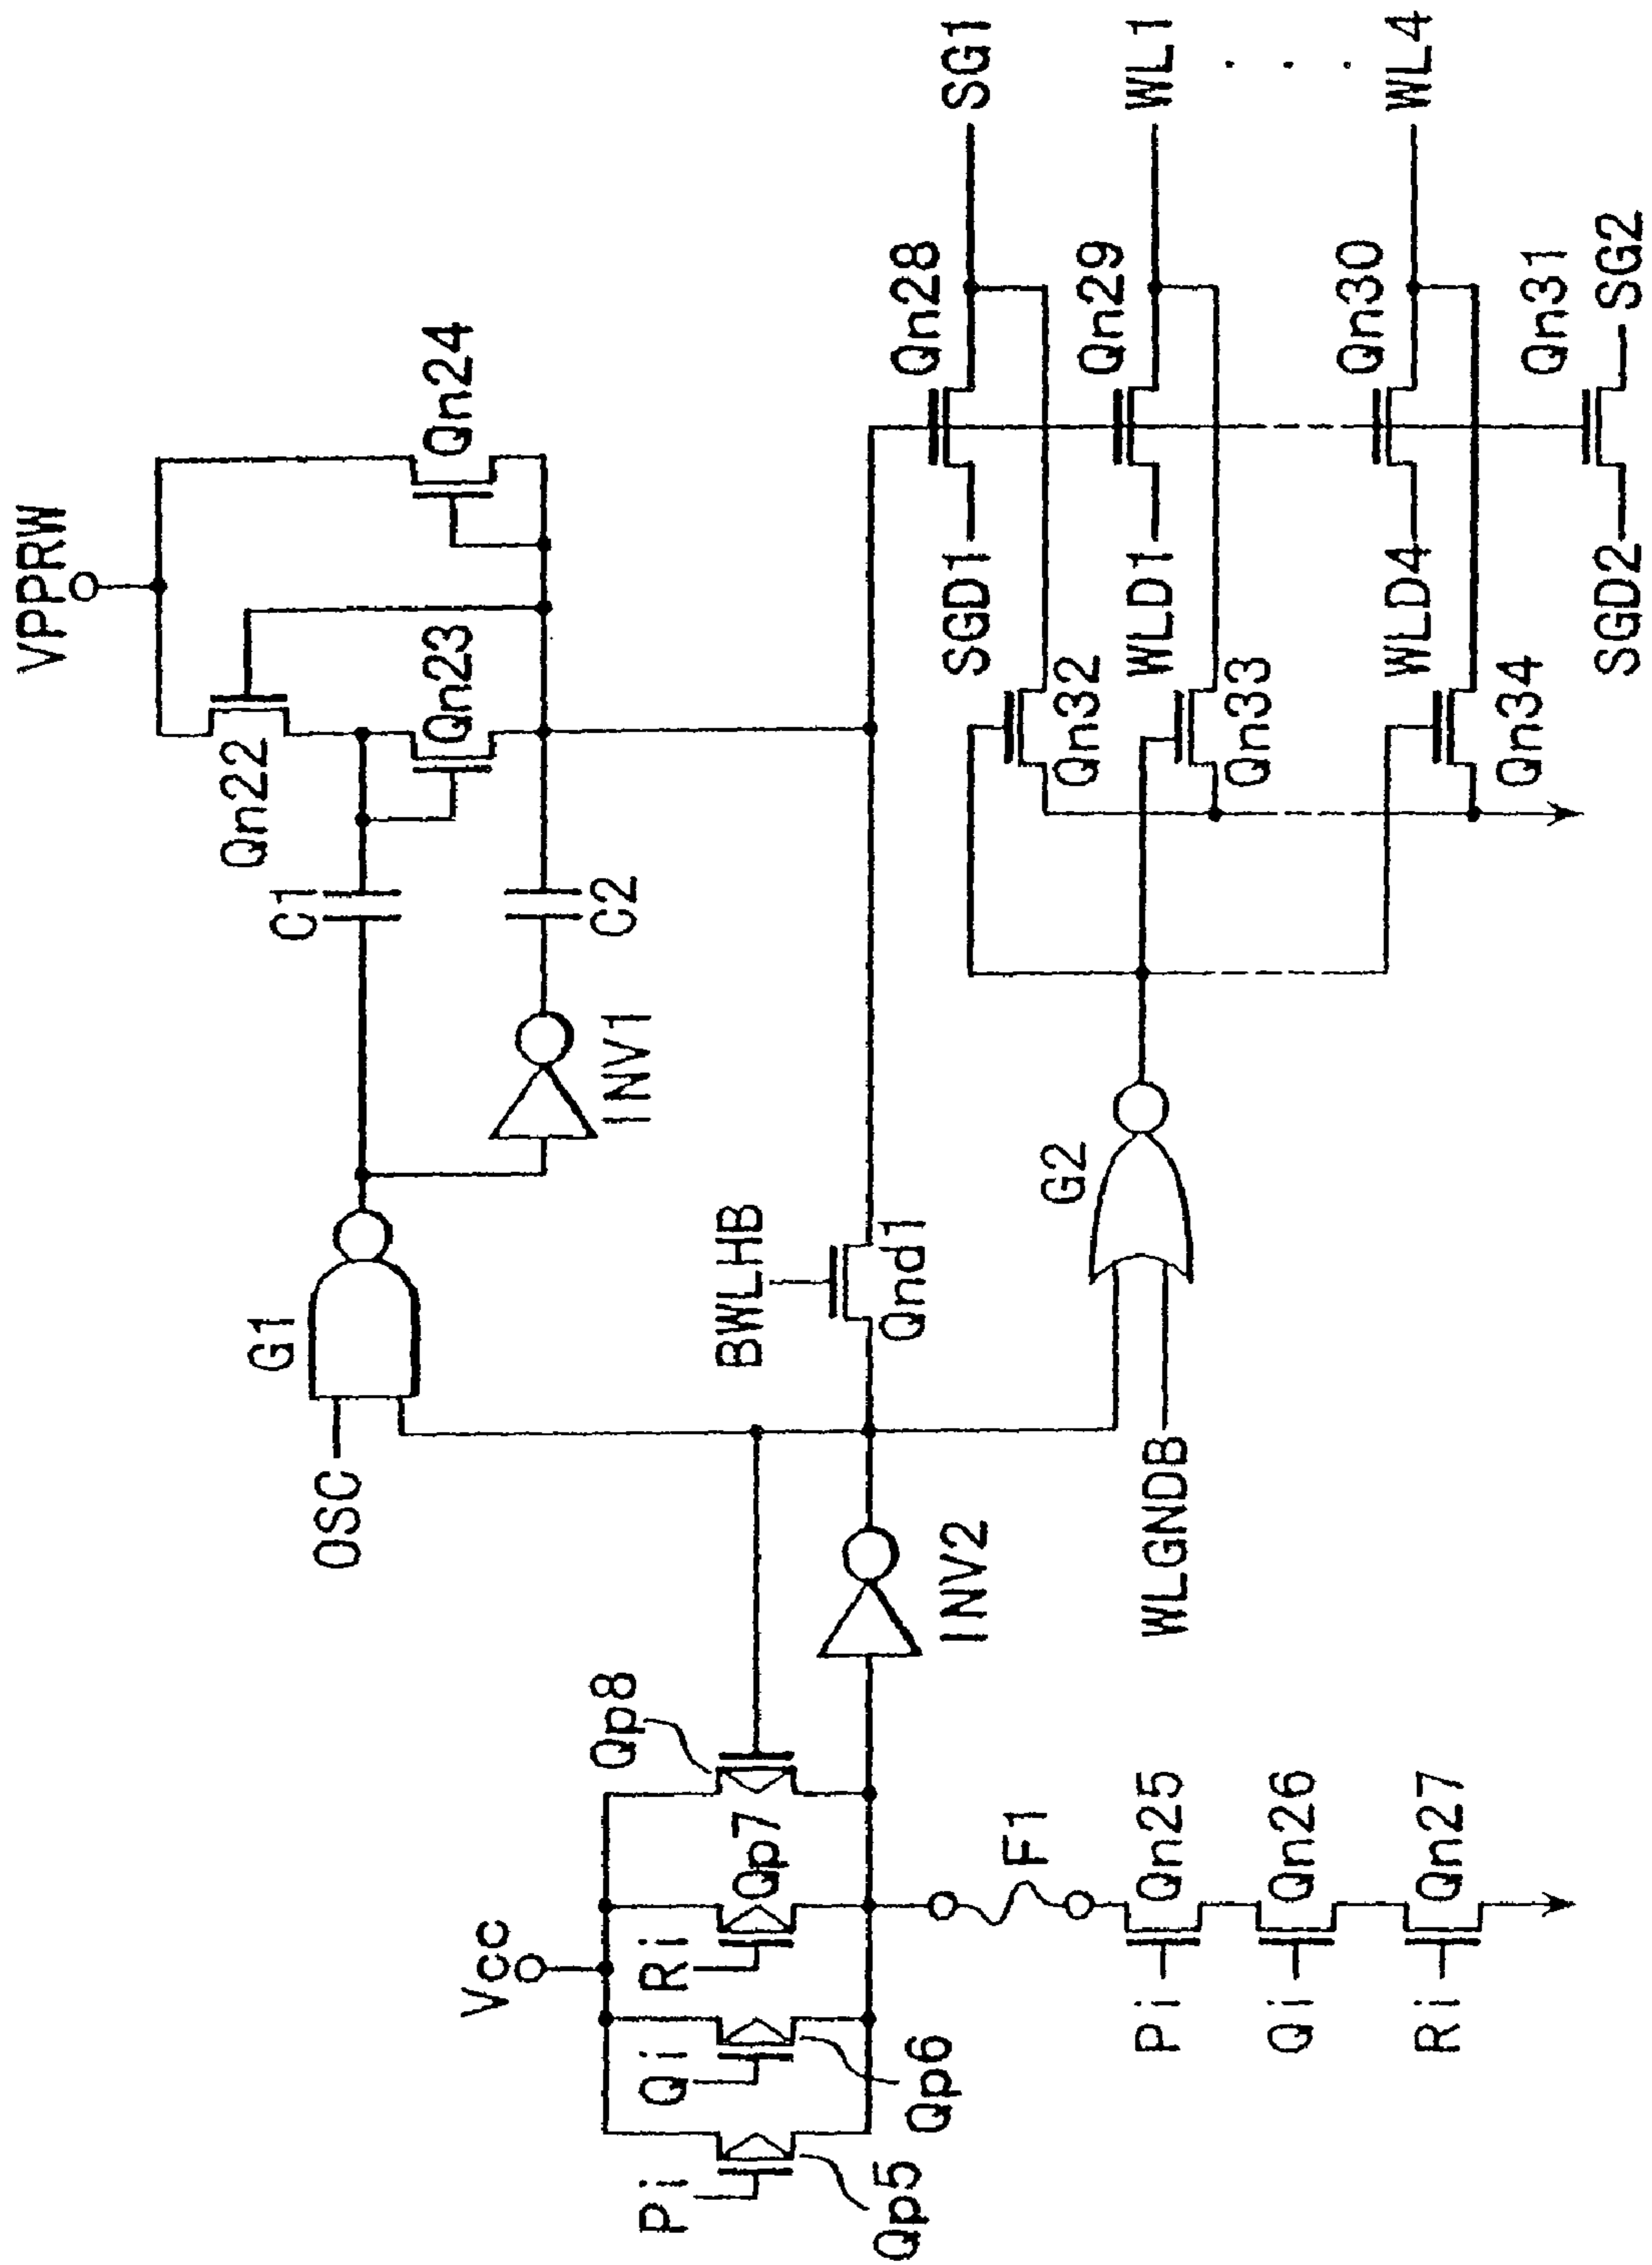 VPPRW
Qn24
Qn22
Qn23
C1
C2
INV1
G1
OSC
BWLHB
Qnd1
Qn28
SG1
SGD1
Qn32
Qn29
WL1
WLD1
Qn33
Qn30
WL4
WLD4
Qn34
Qn31
SGD2
SG2
G2
WLGNDB
INV2
Vcc
Pi
Qi
Ri
Qp5
Qp6
Qp7
Qp8
F1
Pi
Qn25
Qi
Qn26
Ri
Qn27